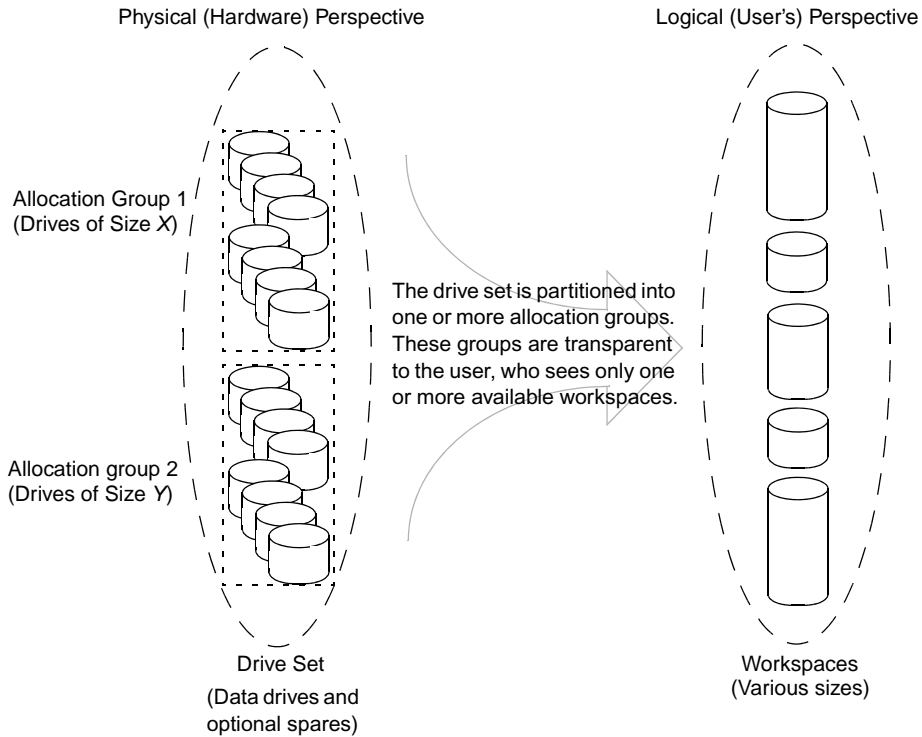 Physical (Hardware) Perspective
Logical (User's) Perspective
Allocation Group 1
(Drives of Size X)
The drive set is partitioned into
one or more allocation groups.
These groups are transparent
to the user, who sees only one
or more available workspaces.
Allocation group 2
(Drives of Size Y)
Drive Set
(Data drives and
optional spares)
Workspaces
(Various sizes)